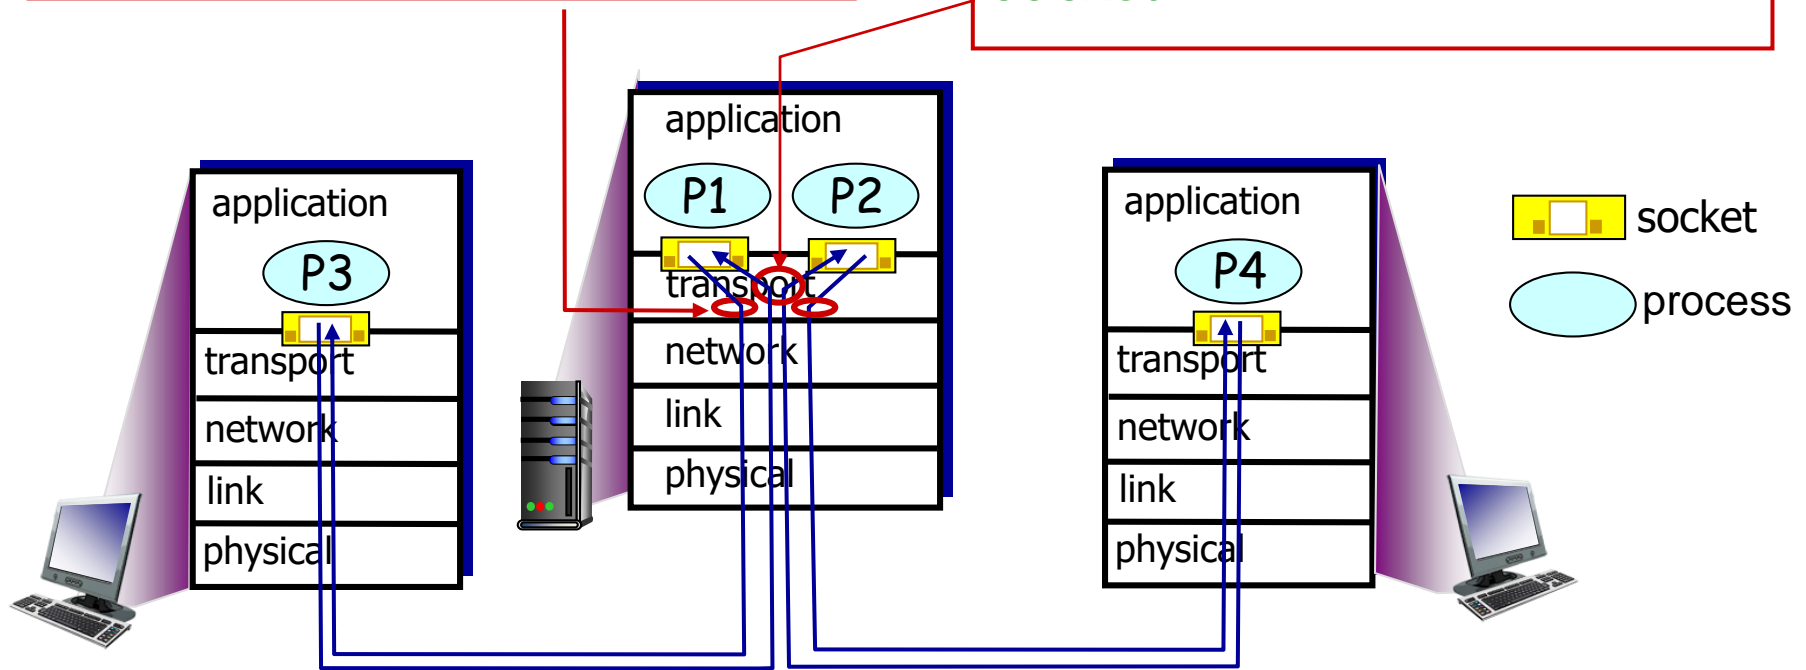 application
P1
P2
transport
network
link
physical
application
P3
transport
network
link
physical
application
P4
transport
network
link
physical
socket
process